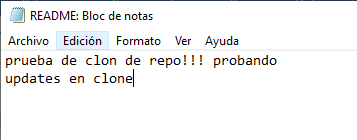 README: Bloc de notas
Archivo Edición Formato Ver Ayuda
prueba de clon de repo!!! probando
updates en clone